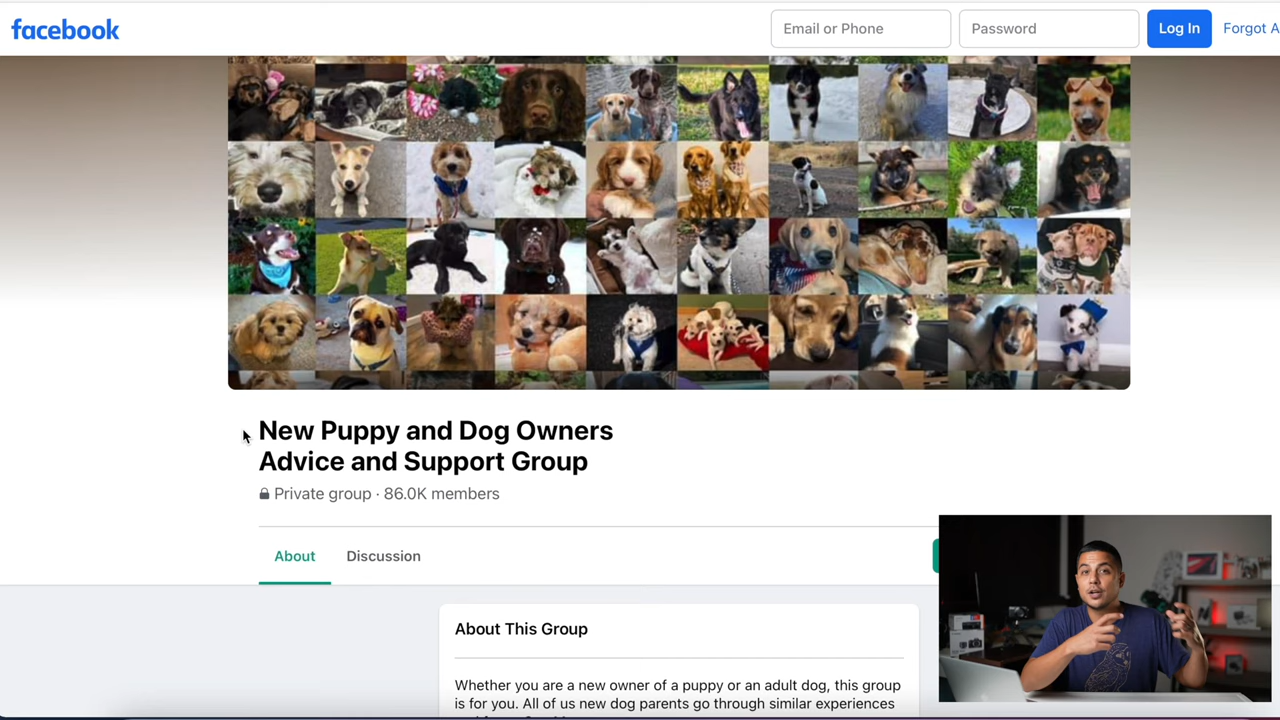 facebook
Email or Phone
Password
Log In
Forgot A
New Puppy and Dog Owners
Advice and Support Group
Private group · 86.0K members
About
Discussion
About This Group
Whether you are a new owner of a puppy or an adult dog, this group
is for you. All of us new dog parents go through similar experiences